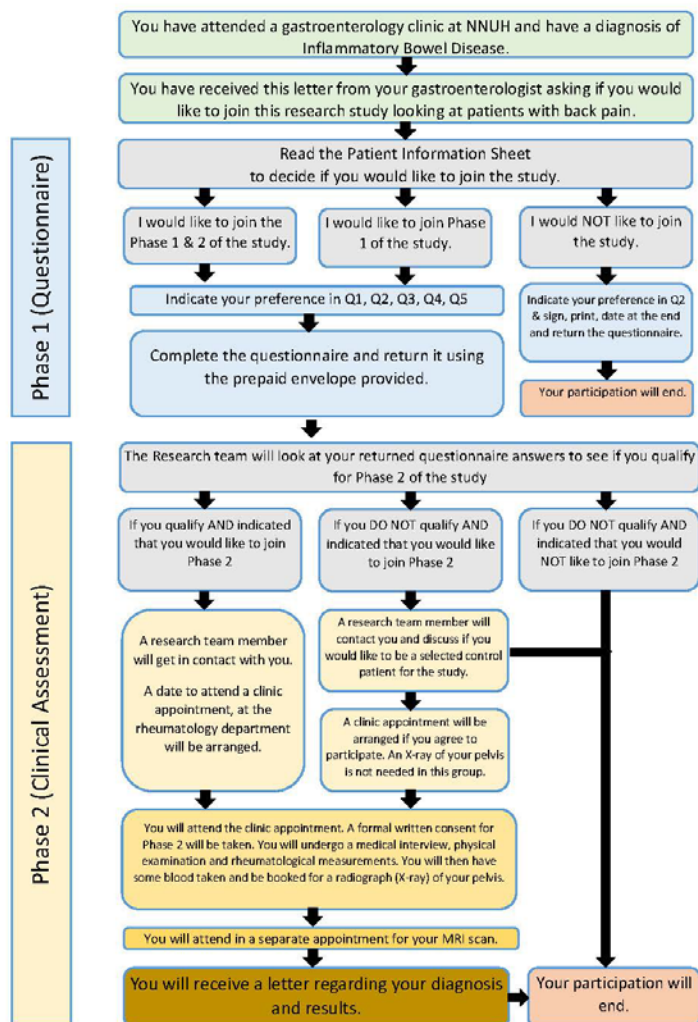 You have attended a gastroenterology clinic at NNUH and have a diagnosis of
Inflammatory Bowel Disease.
You have received this letter from your gastroenterologist asking if you would
like to join this research study looking at patients with back pain.
Phase 1 (Questionnaire)
Read the Patient Information Sheet
to decide if you would like to join the study.
I would like to join the
Phase 1 & 2 of the study.
I would like to join Phase
1 of the study.
I would NOT like to join
the study.
Indicate your preference in Q1, Q2, Q3, Q4, Q5
Indicate your preference in Q2
& sign, print, date at the end
and return the questionnaire.
Complete the questionnaire and return it using
the prepaid envelope provided.
Your participation will end.
Phase 2 (Clinical Assessment)
The Research team will look at your returned questionnaire answers to see if you qualify
for Phase 2 of the study
If you qualify AND indicated
that you would like to join
Phase 2
If you DO NOT qualify AND
indicated that you would like
to join Phase 2
If you DO NOT qualify AND
indicated that you would
NOT like to join Phase 2
A research team member
will get in contact with you.
A date to attend a clinic
appointment, at the
rheumatology department
will be arranged.
A research team member will
contact you and discuss if you
would like to be a selected control
patient for the study.
A clinic appointment will be
arranged if you agree to
participate. An X-ray of your pelvis
is not needed in this group.
You will attend the clinic appointment. A formal written consent for
Phase 2 will be taken. You will undergo a medical interview, physical
examination and rheumatological measurements. You will then have
some blood taken and be booked for a radiograph (X-ray) of your pelvis.
You will attend in a separate appointment for your MRI scan.
You will receive a letter regarding your diagnosis
and results.
Your participation will
end.